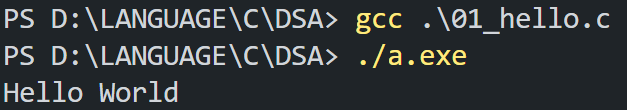 PS D:\LANGUAGE\C\DSA> gcc .\01_hello.c
PS D:\LANGUAGE\C\DSA> ./a.exe
Hello World